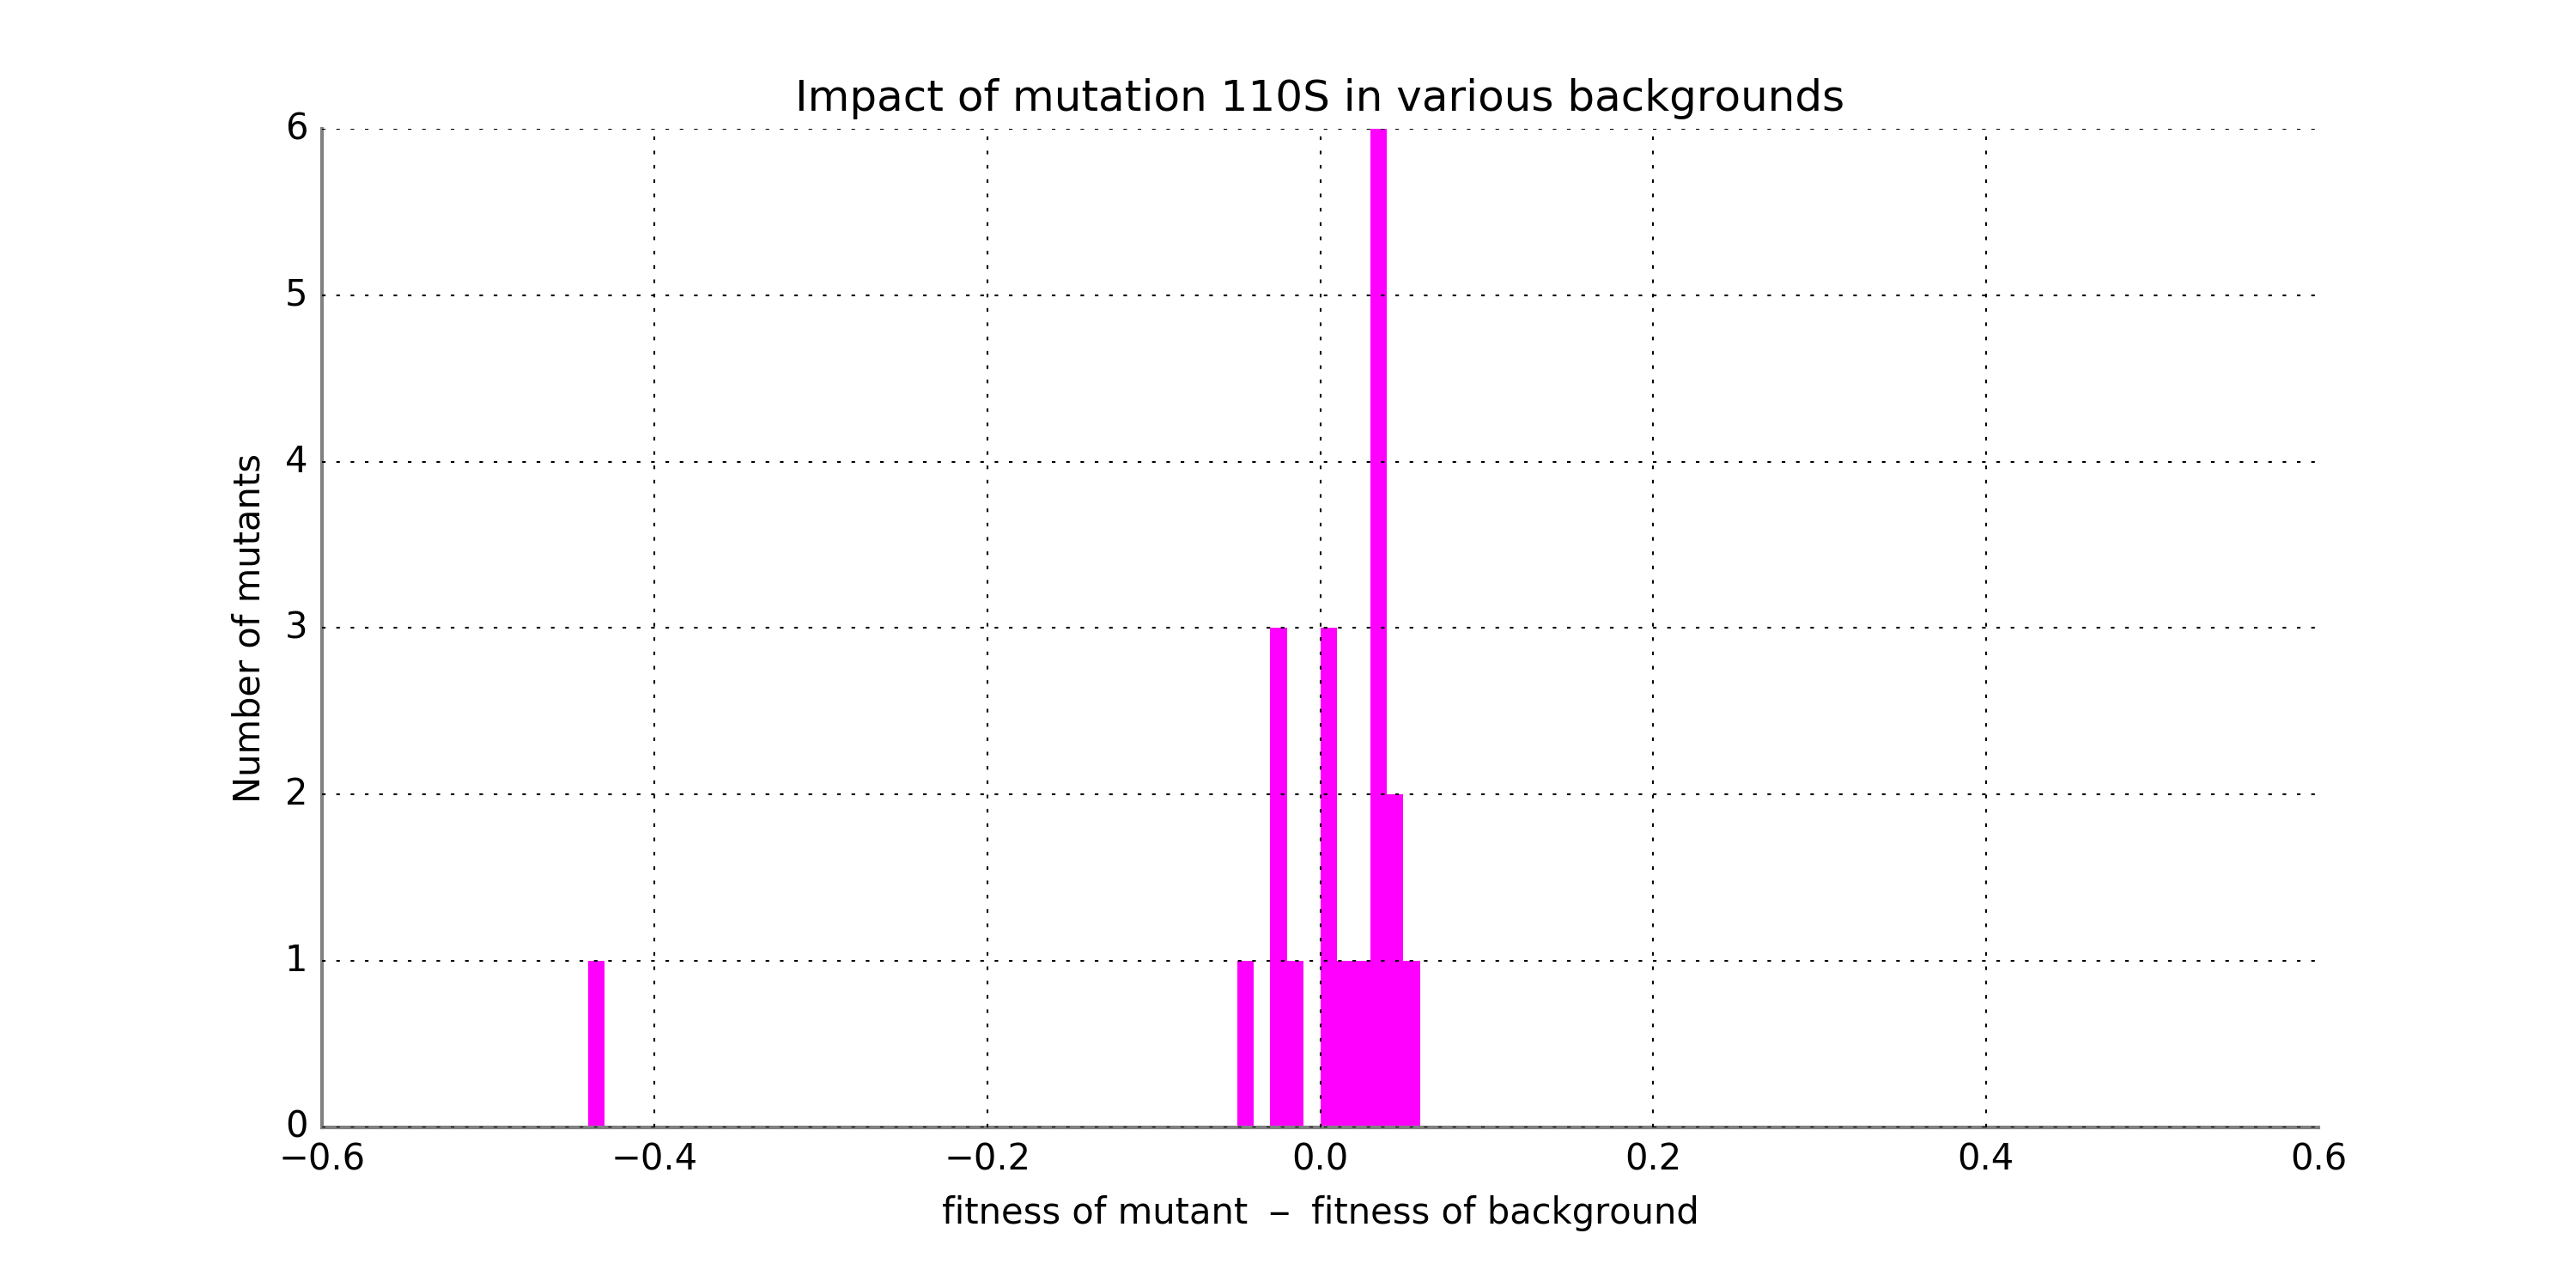 Impact of mutation 110S in various backgrounds
6
5
4
3
2
1
0
Number of mutants
−0.6 −0.4 −0.2 0.0 0.2 0.4 0.6
fitness of mutant − fitness of background